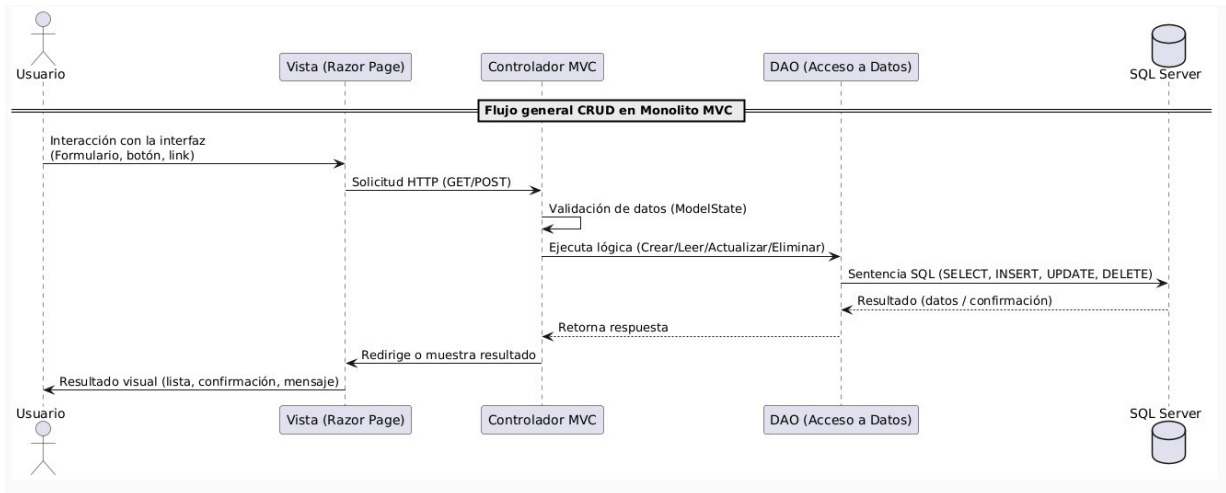 Usuario
Vista (Razor Page)
Controlador MVC
DAO (Acceso a Datos)
SQL Server
Flujo general CRUD en Monolito MVC
Interacción con la interfaz
(Formulario, botón, link)
Solicitud HTTP (GET/POST)
Validación de datos (ModelState)
Ejecuta lógica (Crear/Leer/Actualizar/Eliminar)
Sentencia SQL (SELECT, INSERT, UPDATE, DELETE)
Resultado (datos / confirmación)
Retorna respuesta
Redirige o muestra resultado
Resultado visual (lista, confirmación, mensaje)
Usuario
Vista (Razor Page)
Controlador MVC
DAO (Acceso a Datos)
SQL Server